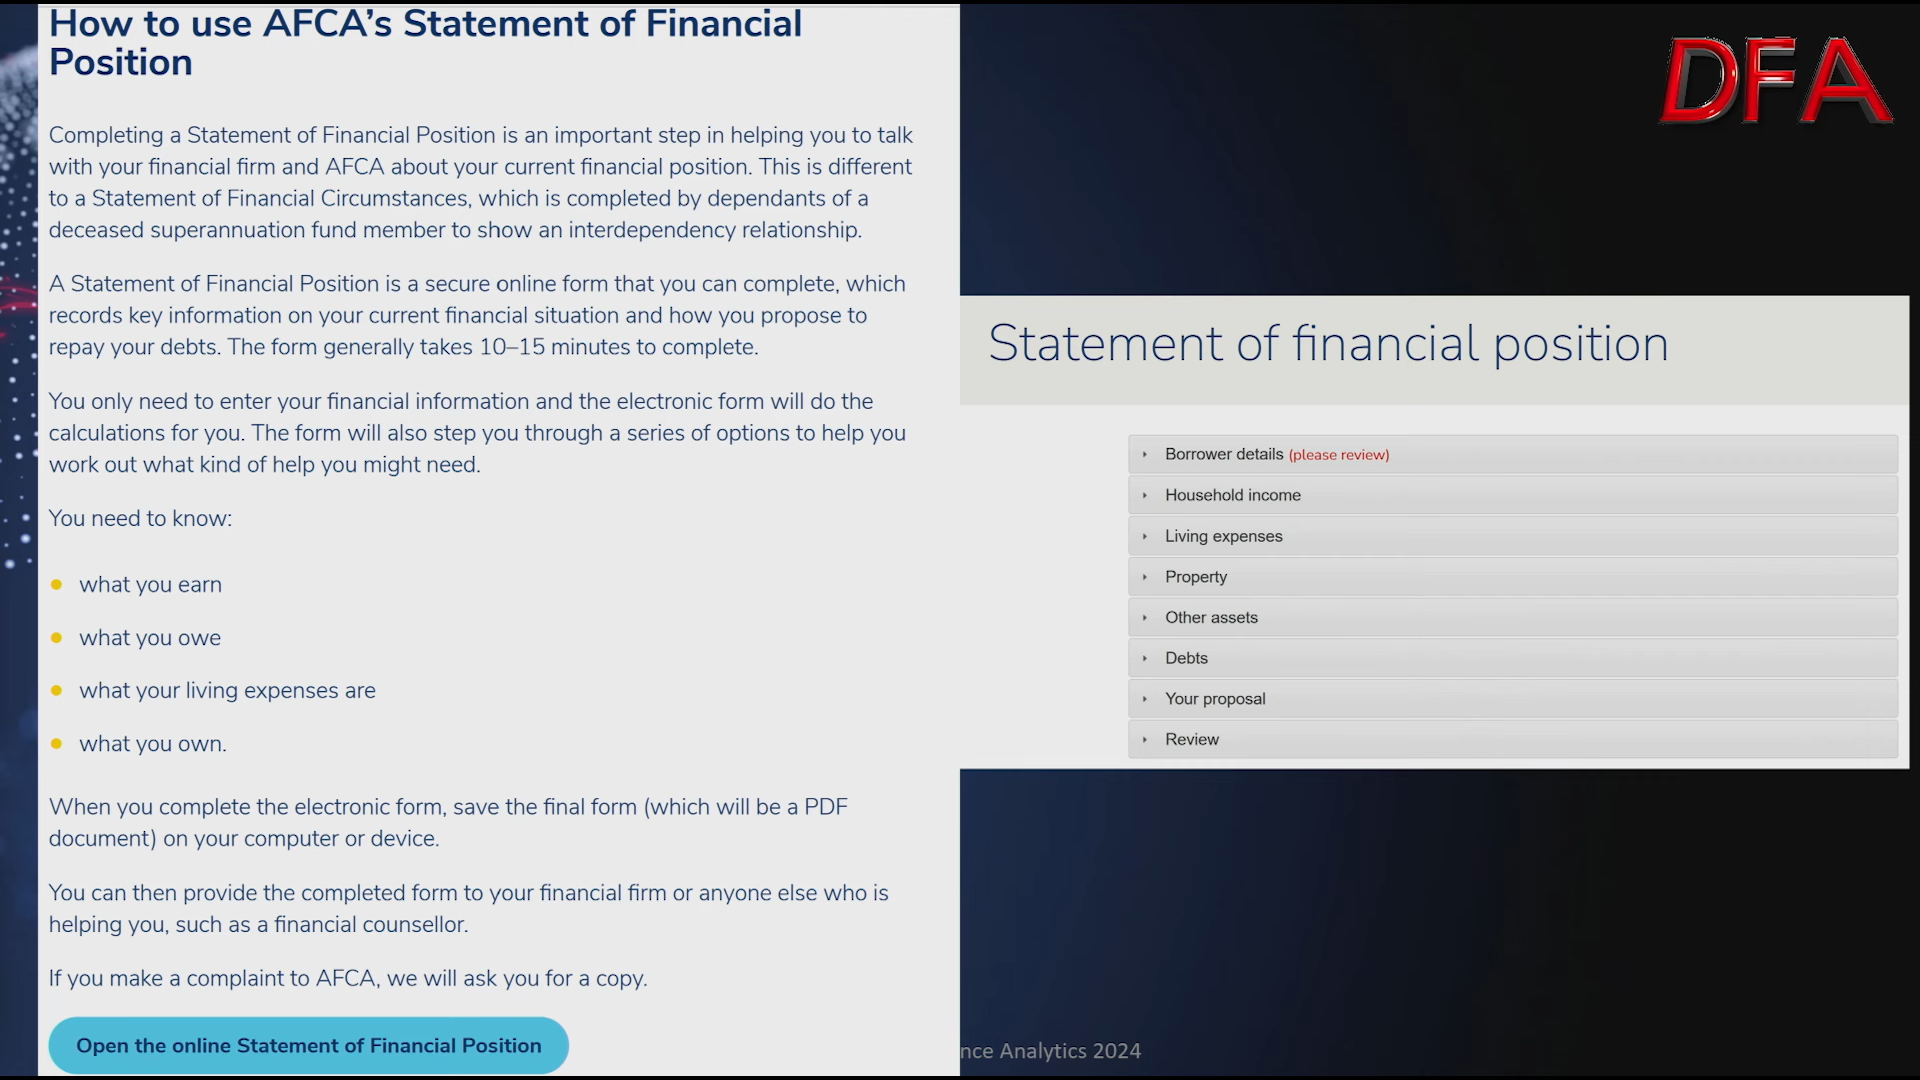 How to use AFCA’s Statement of Financial
Position
Completing a Statement of Financial Position is an important step in helping you to talk
with your financial firm and AFCA about your current financial position. This is different
to a Statement of Financial Circumstances, which is completed by dependants of a
deceased superannuation fund member to show an interdependency relationship.
A Statement of Financial Position is a secure online form that you can complete, which
records key information on your current financial situation and how you propose to
repay your debts. The form generally takes 10–15 minutes to complete.
You only need to enter your financial information and the electronic form will do the
calculations for you. The form will also step you through a series of options to help you
work out what kind of help you might need.
You need to know:
what you earn
what you owe
what your living expenses are
what you own.
When you complete the electronic form, save the final form (which will be a PDF
document) on your computer or device.
You can then provide the completed form to your financial firm or anyone else who is
helping you, such as a financial counsellor.
If you make a complaint to AFCA, we will ask you for a copy.
Open the online Statement of Financial Position
DFA
Statement of financial position
Borrower details (please review)
Household income
Living expenses
Property
Other assets
Debts
Your proposal
Review
nce Analytics 2024